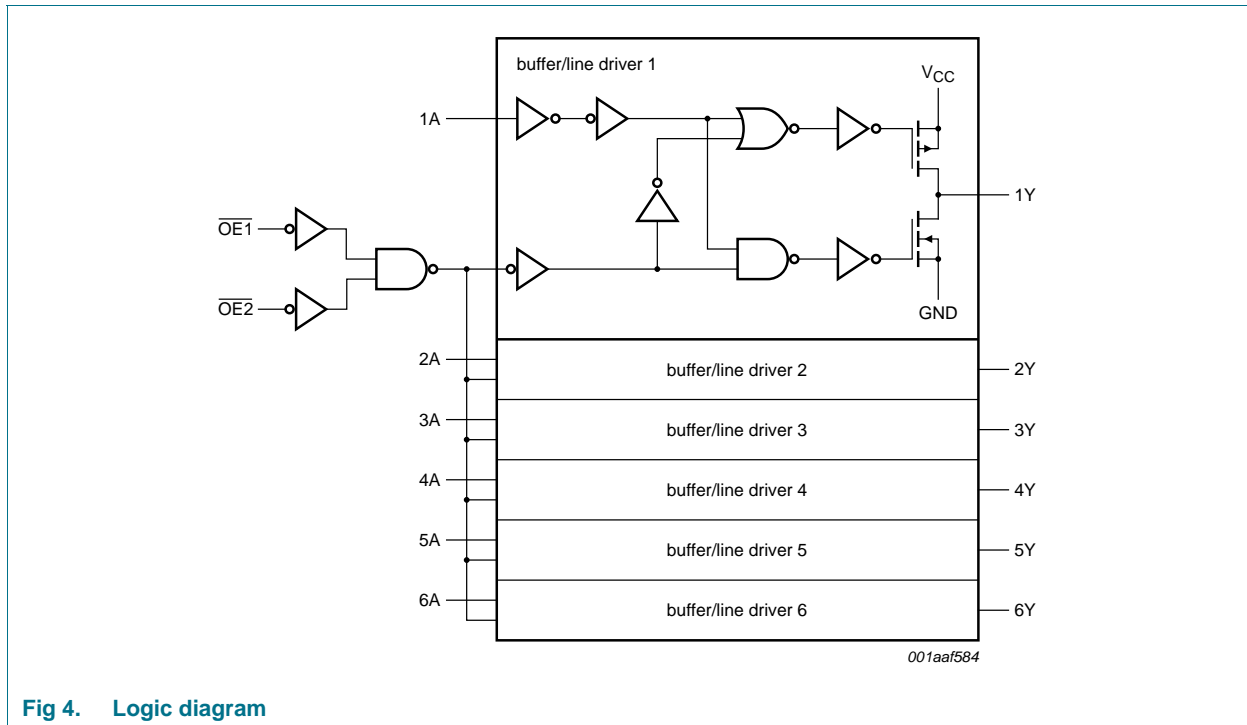 buffer/line driver 1
VCC
1A
1Y
OE1
OE2
GND
2A
buffer/line driver 2
2Y
3A
buffer/line driver 3
3Y
4A
buffer/line driver 4
4Y
5A
buffer/line driver 5
5Y
6A
buffer/line driver 6
6Y
001aaf584
Fig 4. Logic diagram